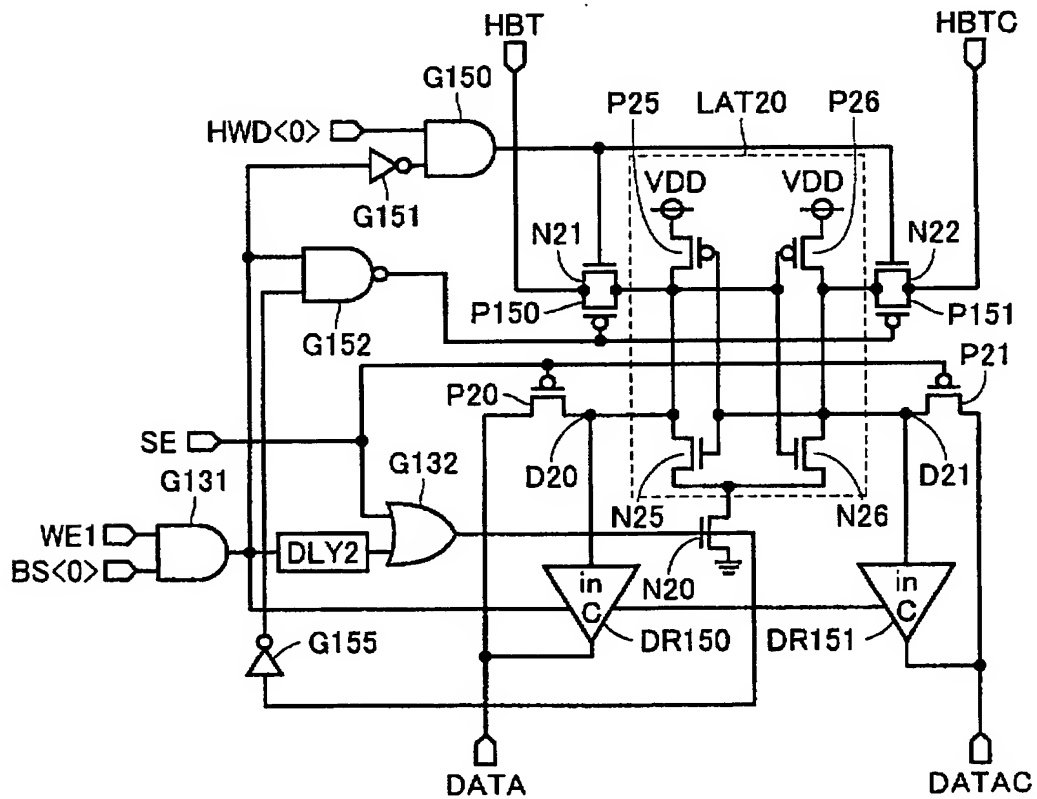 HBT
HBTC
G150
P25
LAT20
P26
HWD<0>
G151
VDD
VDD
N21
N22
P150
P151
G152
P20
P21
SE
D20
D21
G131
G132
N25
N26
WE1
BS<0>
DLY2
N20
in
C
in
C
G155
DR150
DR151
DATA
DATAC